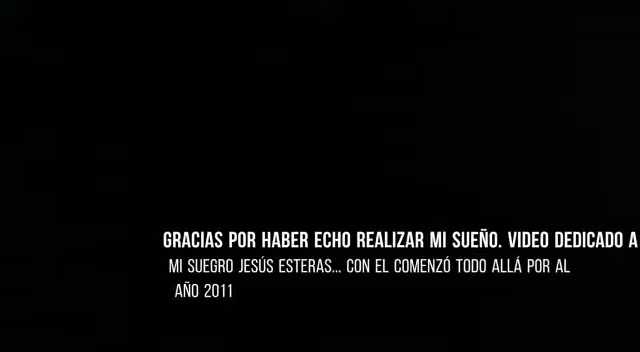 GRACIAS POR HABER ECHO REALIZAR MI SUEÑO. VIDEO DEDICADO A
MI SUEGRO JESÚS ESTERAS... CON EL COMENZÓ TODO ALLÁ POR AL
AÑO 2011